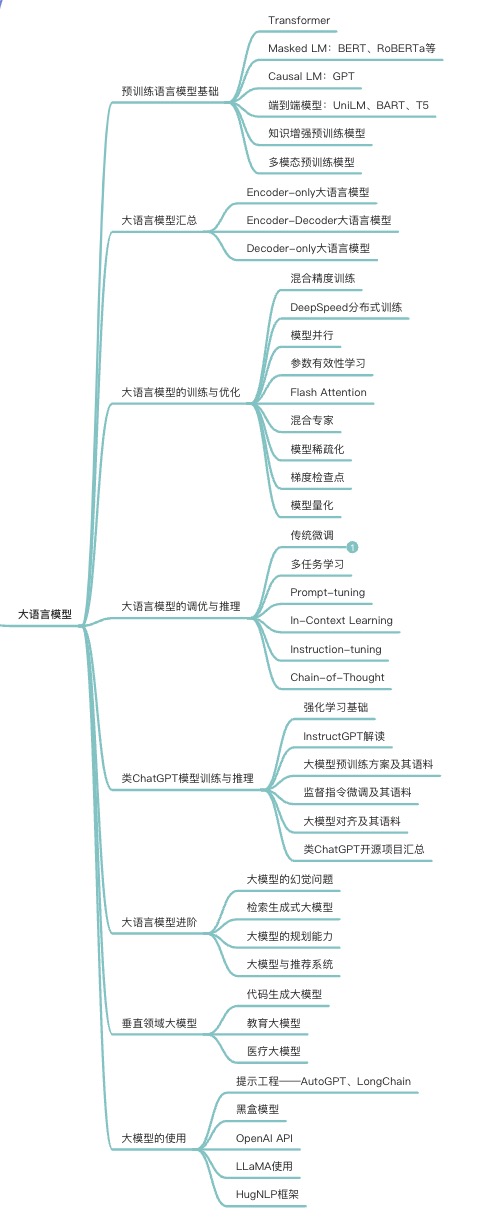 大语言模型
预训练语言模型基础
Transformer
Masked LM：BERT、RoBERTa等
Causal LM：GPT
端到端模型：UniLM、BART、T5
知识增强预训练模型
多模态预训练模型
大语言模型汇总
Encoder-only大语言模型
Encoder-Decoder大语言模型
Decoder-only大语言模型
大语言模型的训练与优化
混合精度训练
DeepSpeed分布式训练
模型并行
参数有效性学习
Flash Attention
混合专家
模型稀疏化
梯度检查点
模型量化
大语言模型的调优与推理
传统微调
1
多任务学习
Prompt-tuning
In-Context Learning
Instruction-tuning
Chain-of-Thought
类ChatGPT模型训练与推理
强化学习基础
InstructGPT解读
大模型预训练方案及其语料
监督指令微调及其语料
大模型对齐及其语料
类ChatGPT开源项目汇总
大语言模型进阶
大模型的幻觉问题
检索生成式大模型
大模型的规划能力
大模型与推荐系统
垂直领域大模型
代码生成大模型
教育大模型
医疗大模型
大模型的使用
提示工程——AutoGPT、LongChain
黑盒模型
OpenAI API
LLaMA使用
HugNLP框架